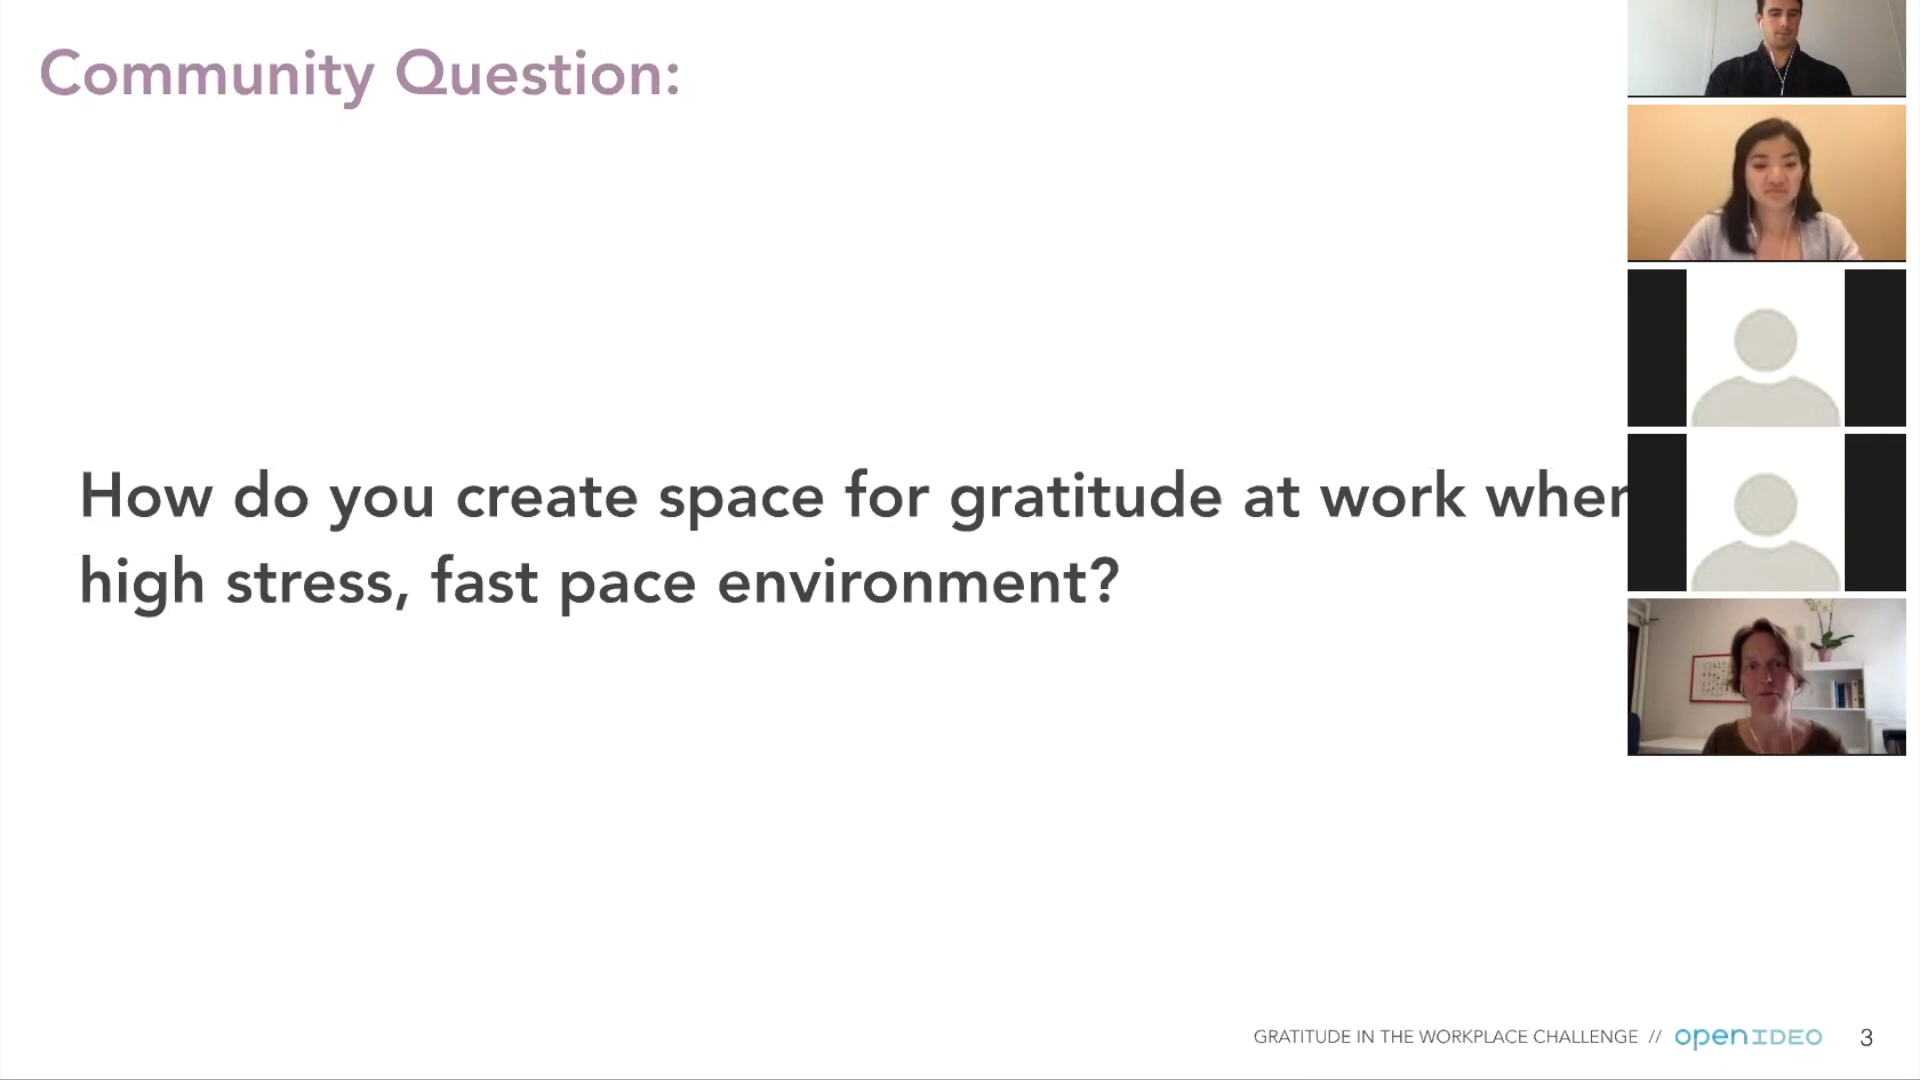 Community Question:
How do you create space for gratitude at work
high stress, fast pace environment?
GRATITUDE IN THE WORKPLACE CHALLENGE // OPENIDEO 3